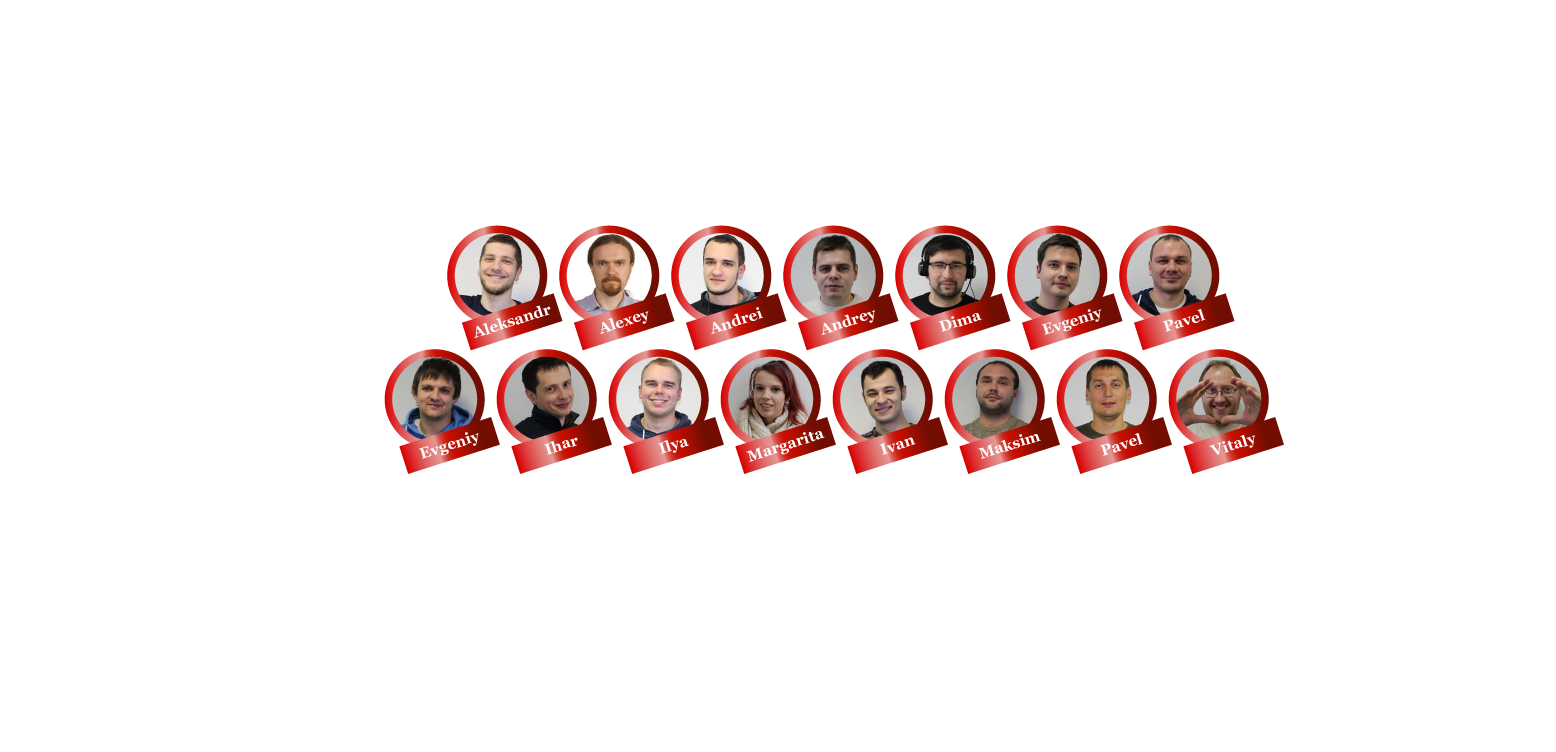 Aleksandr
Alexey
Andrei
Andrey
Dima
Evgeniy
Pavel
Evgeniy
Ihar
Ilya
Margarita
Ivan
Maksim
Pavel
Vitaly